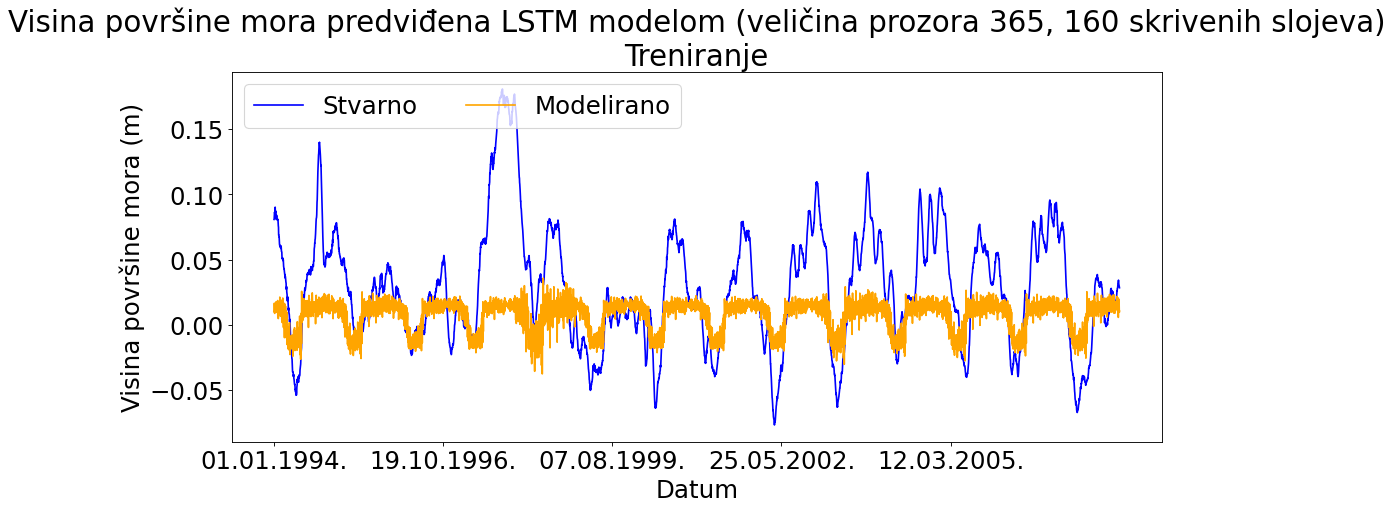 Visina površine mora predviđena LSTM modelom (veličina prozora 365, 160 skrivenih slojeva)
Treniranje
Stvarno Modelirano
Visina površine mora (m)
0.15
0.10
0.05
0.00
−0.05
01.01.1994. 19.10.1996. 07.08.1999. 25.05.2002. 12.03.2005.
Datum